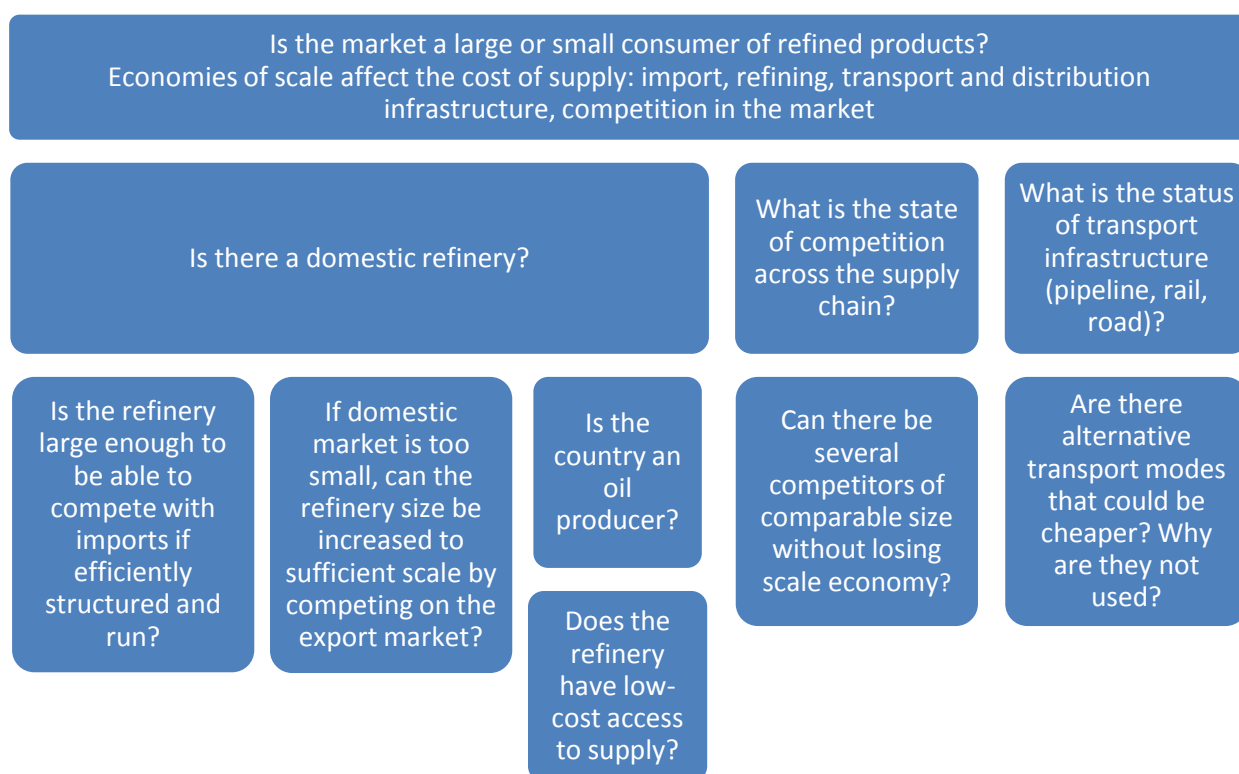 Is the market a large or small consumer of refined products?
Economies of scale affect the cost of supply: import, refining, transport and distribution
infrastructure, competition in the market
Is there a domestic refinery?
What is the state
of competition
across the supply
chain?
What is the status
of transport
infrastructure
(pipeline, rail,
road)?
Is the refinery
large enough to
be able to
compete with
imports if
efficiently
structured and
run?
If domestic
market is too
small, can the
refinery size be
increased to
sufficient scale by
competing on the
export market?
Is the
country an
oil
producer?
Does the
refinery
have low-
cost access
to supply?
Can there be
several
competitors of
comparable size
without losing
scale economy?
Are there
alternative
transport modes
that could be
cheaper? Why
are they not
used?